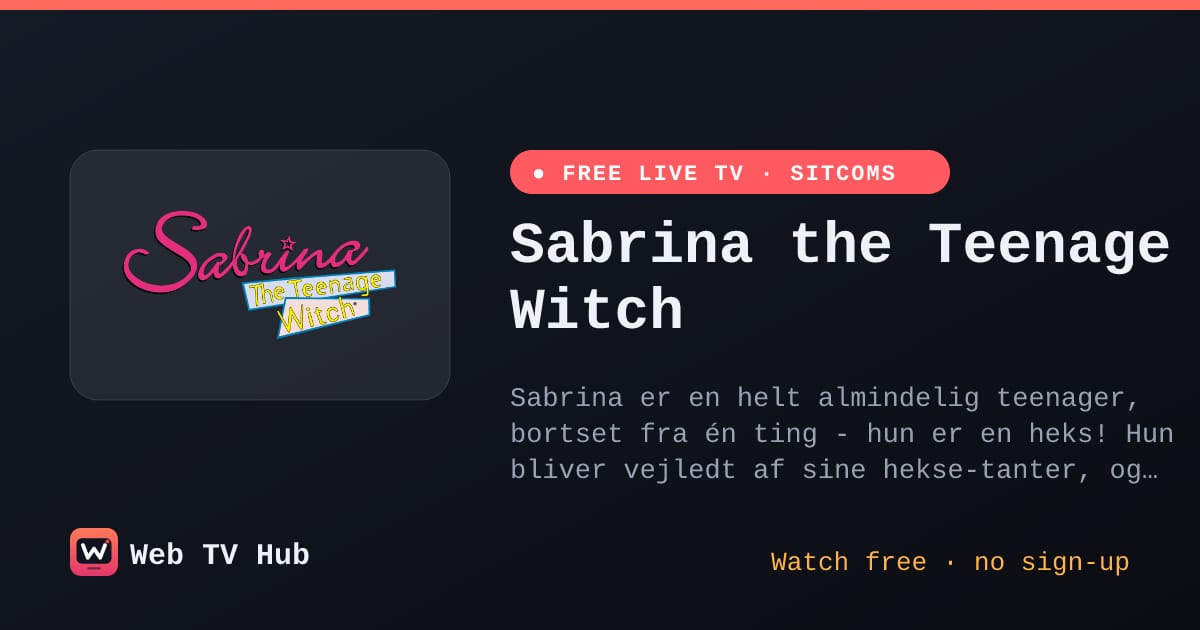 Sabrina
The Teenage
Witch
● FREE LIVE TV · SITCOMS
Sabrina the Teenage
Witch
Sabrina er en helt almindelig teenager,
bortset fra én ting - hun er en heks! Hun
bliver vejledt af sine hekse-tanter, og…
W
Web TV Hub
Watch free · no sign-up